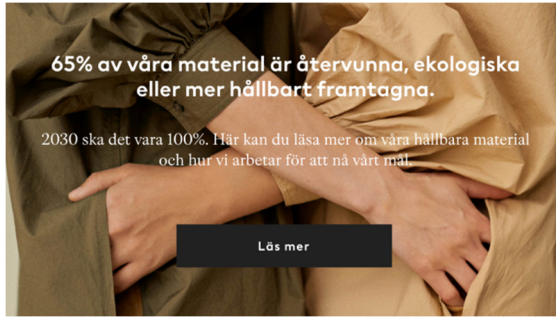 65% av våra material är återvunna, ekologiska
eller mer hållbart framtagna.
2030 ska det vara 100%. Här kan du läsa mer om våra hållbara material
och hur vi arbetar för att nå vårt mål.
Läs mer